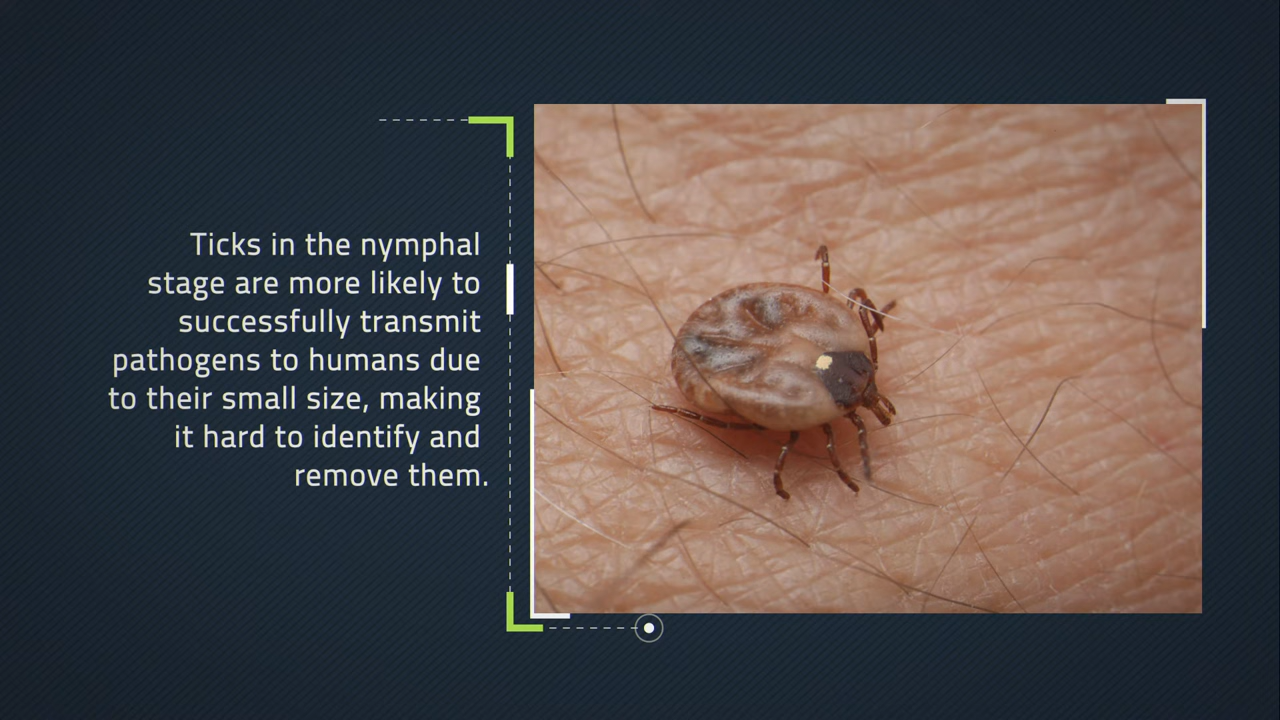 Ticks in the nymphal
stage are more likely to
successfully transmit
pathogens to humans due
to their small size, making
it hard to identify and
remove them.